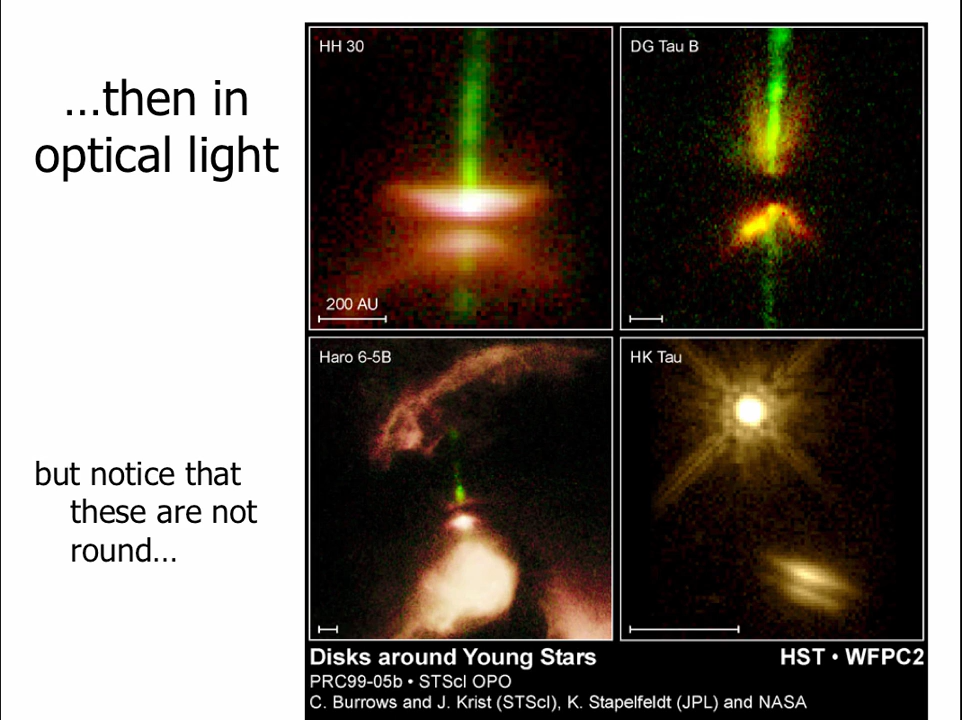 ...then in
optical light
but notice that
these are not
round...
HH 30
200 AU
DG Tau B
Haro 6-5B
HK Tau
Disks around Young Stars
HST • WFPC2
PRC99-05b • STScI OPO
C. Burrows and J. Krist (STScI), K. Stapelfeldt (JPL) and NASA